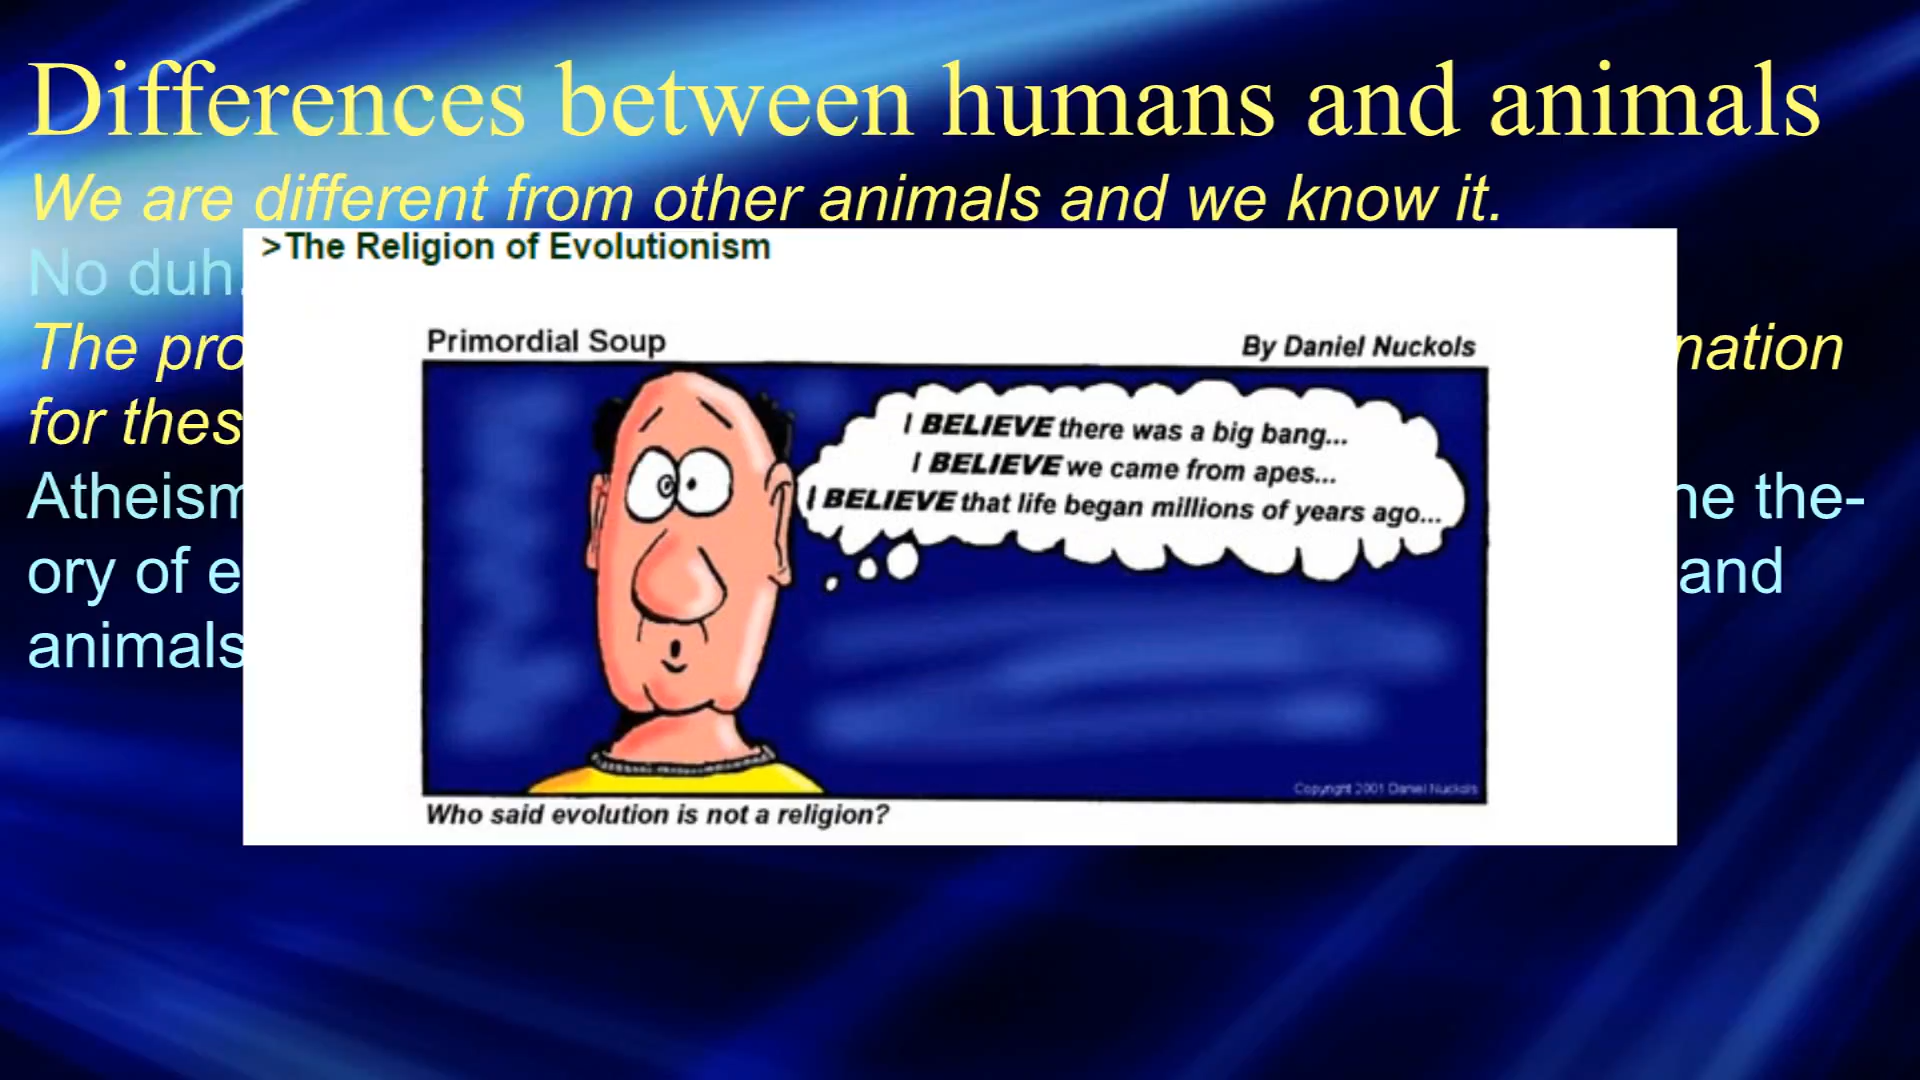 Differences between humans and animals
We are different from other animals and we know it.
No duh.
>The Religion of Evolutionism
Primordial Soup
By Daniel Nuckols
The pro
nation
I BELIEVE there was a big bang...
for thes
I BELIEVE we came from apes...
Atheism
he the-
I BELIEVE that life began millions of years ago...
ory of e
and
animals
Copyright 2001 Daniel Nuckols
Who said evolution is not a religion?